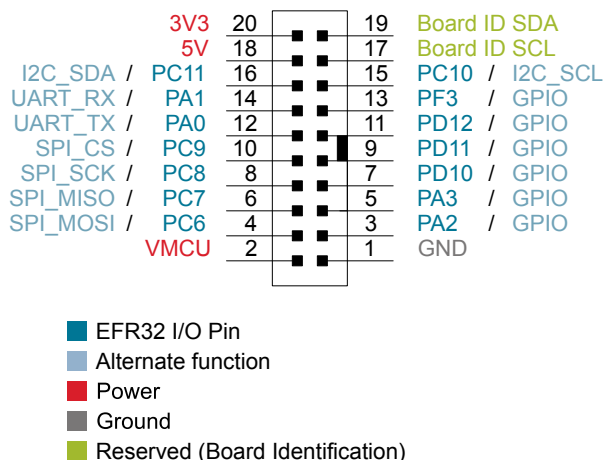 3V3 20 19 Board ID SDA
5V 18 17 Board ID SCL
I2C_SDA / PC11 16 15 PC10 / I2C_SCL
UART_RX / PA1 14 13 PF3 / GPIO
UART_TX / PA0 12 11 PD12 / GPIO
SPI_CS / PC9 10 9 PD11 / GPIO
SPI_SCK / PC8 8 7 PD10 / GPIO
SPI_MISO / PC7 6 5 PA3 / GPIO
SPI_MOSI / PC6 4 3 PA2 / GPIO
VMCU 2 1 GND
EFR32 I/O Pin
Alternate function
Power
Ground
Reserved (Board Identification)